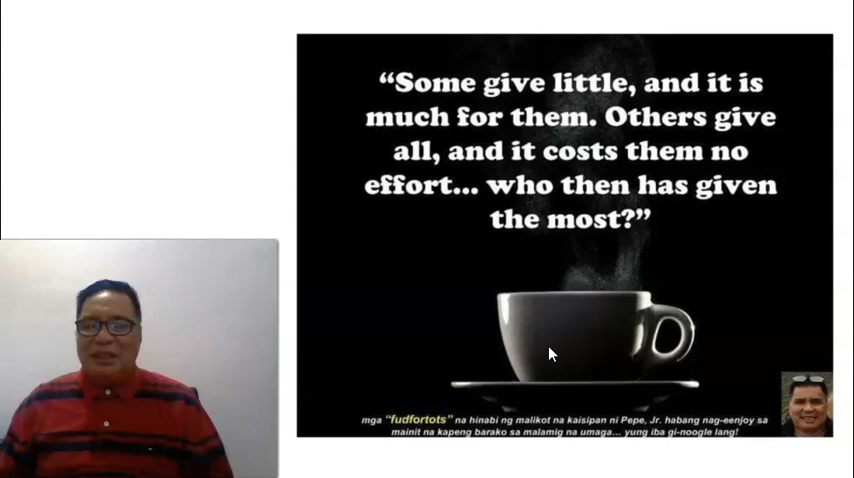 “Some give little, and it is
much for them. Others give
all, and it costs them no
effort... who then has given
the most?”
mga “fudfortots” na hinabi ng malikot na kaisipan ni Pepe, Jr. habang nag-eenjoy sa
mainit na kapeng barako sa malamig na umaga... yung iba gi-noogle lang!